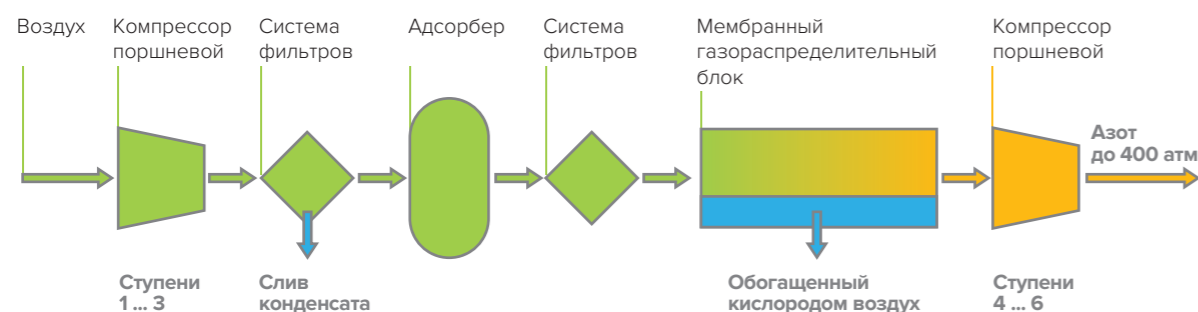 Воздух
Компрессор
поршневой
Система
фильтров
Адсорбер
Система
фильтров
Мембранный
газораспределительный
блок
Компрессор
поршневой
Азот
до 400 атм
Ступени
1 ... 3
Слив
конденсата
Обогащенный
кислородом воздух
Ступени
4 ... 6